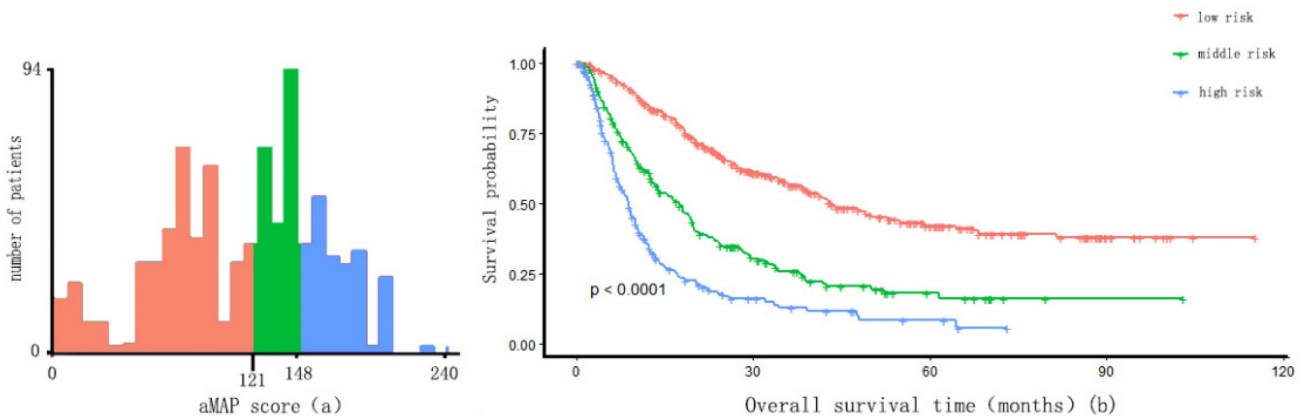 94
number of patients
0
0
121
148
240
aMAP score (a)
low risk
middle risk
high risk
1.00
0.75
0.50
0.25
0.00
Survival probability
p < 0.0001
0
30
60
90
120
Overall survival time (months) (b)